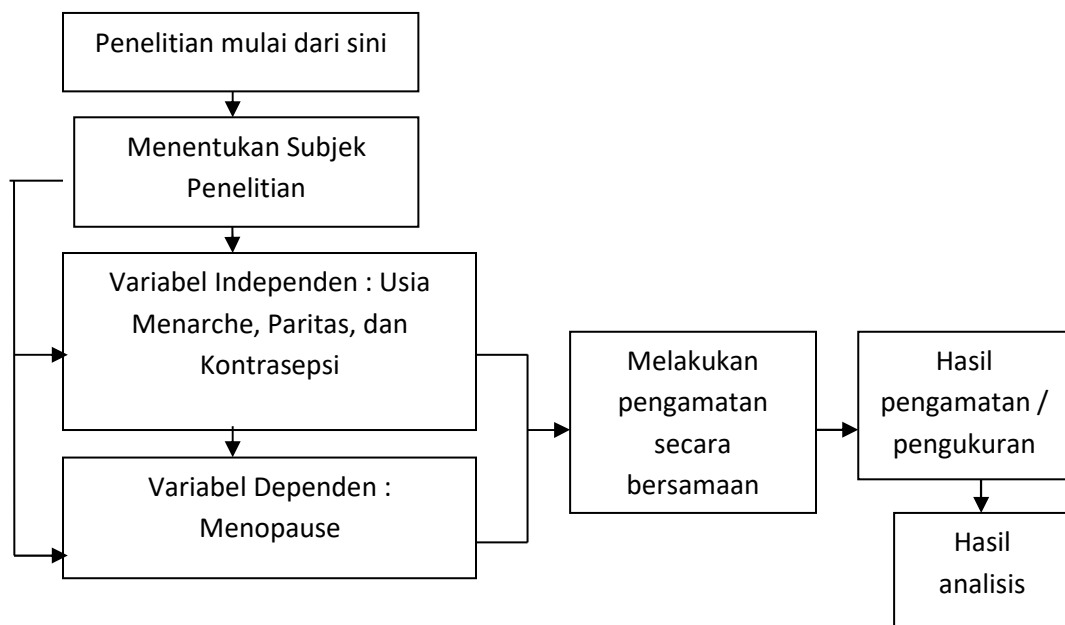 Penelitian mulai dari sini
Menentukan Subjek
Penelitian
Variabel Independen : Usia
Menarche, Paritas, dan
Kontrasepsi
Variabel Dependen :
Menopause
Melakukan
pengamatan
secara
bersamaan
Hasil
pengamatan /
pengukuran
Hasil
analisis